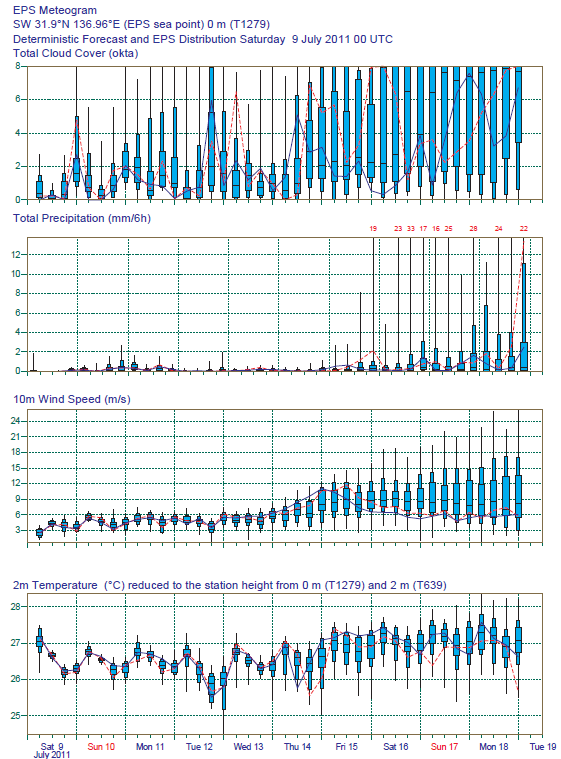 EPS Meteogram
SW 31.9°N 136.96°E (EPS sea point) 0 m (T1279)
Deterministic Forecast and EPS Distribution Saturday 9 July 2011 00 UTC
Total Cloud Cover (okta)
8
6
4
2
0
Total Precipitation (mm/6h)
19 23 33 17 16 25 28 24 22
12
10
8
6
4
2
0
10m Wind Speed (m/s)
24
21
18
15
12
9
6
3
2m Temperature (°C) reduced to the station height from 0 m (T1279) and 2 m (T639)
28
27
26
25
Sat 9 Sun 10 Mon 11 Tue 12 Wed 13 Thu 14 Fri 15 Sat 16 Sun 17 Mon 18 Tue 19
July 2011